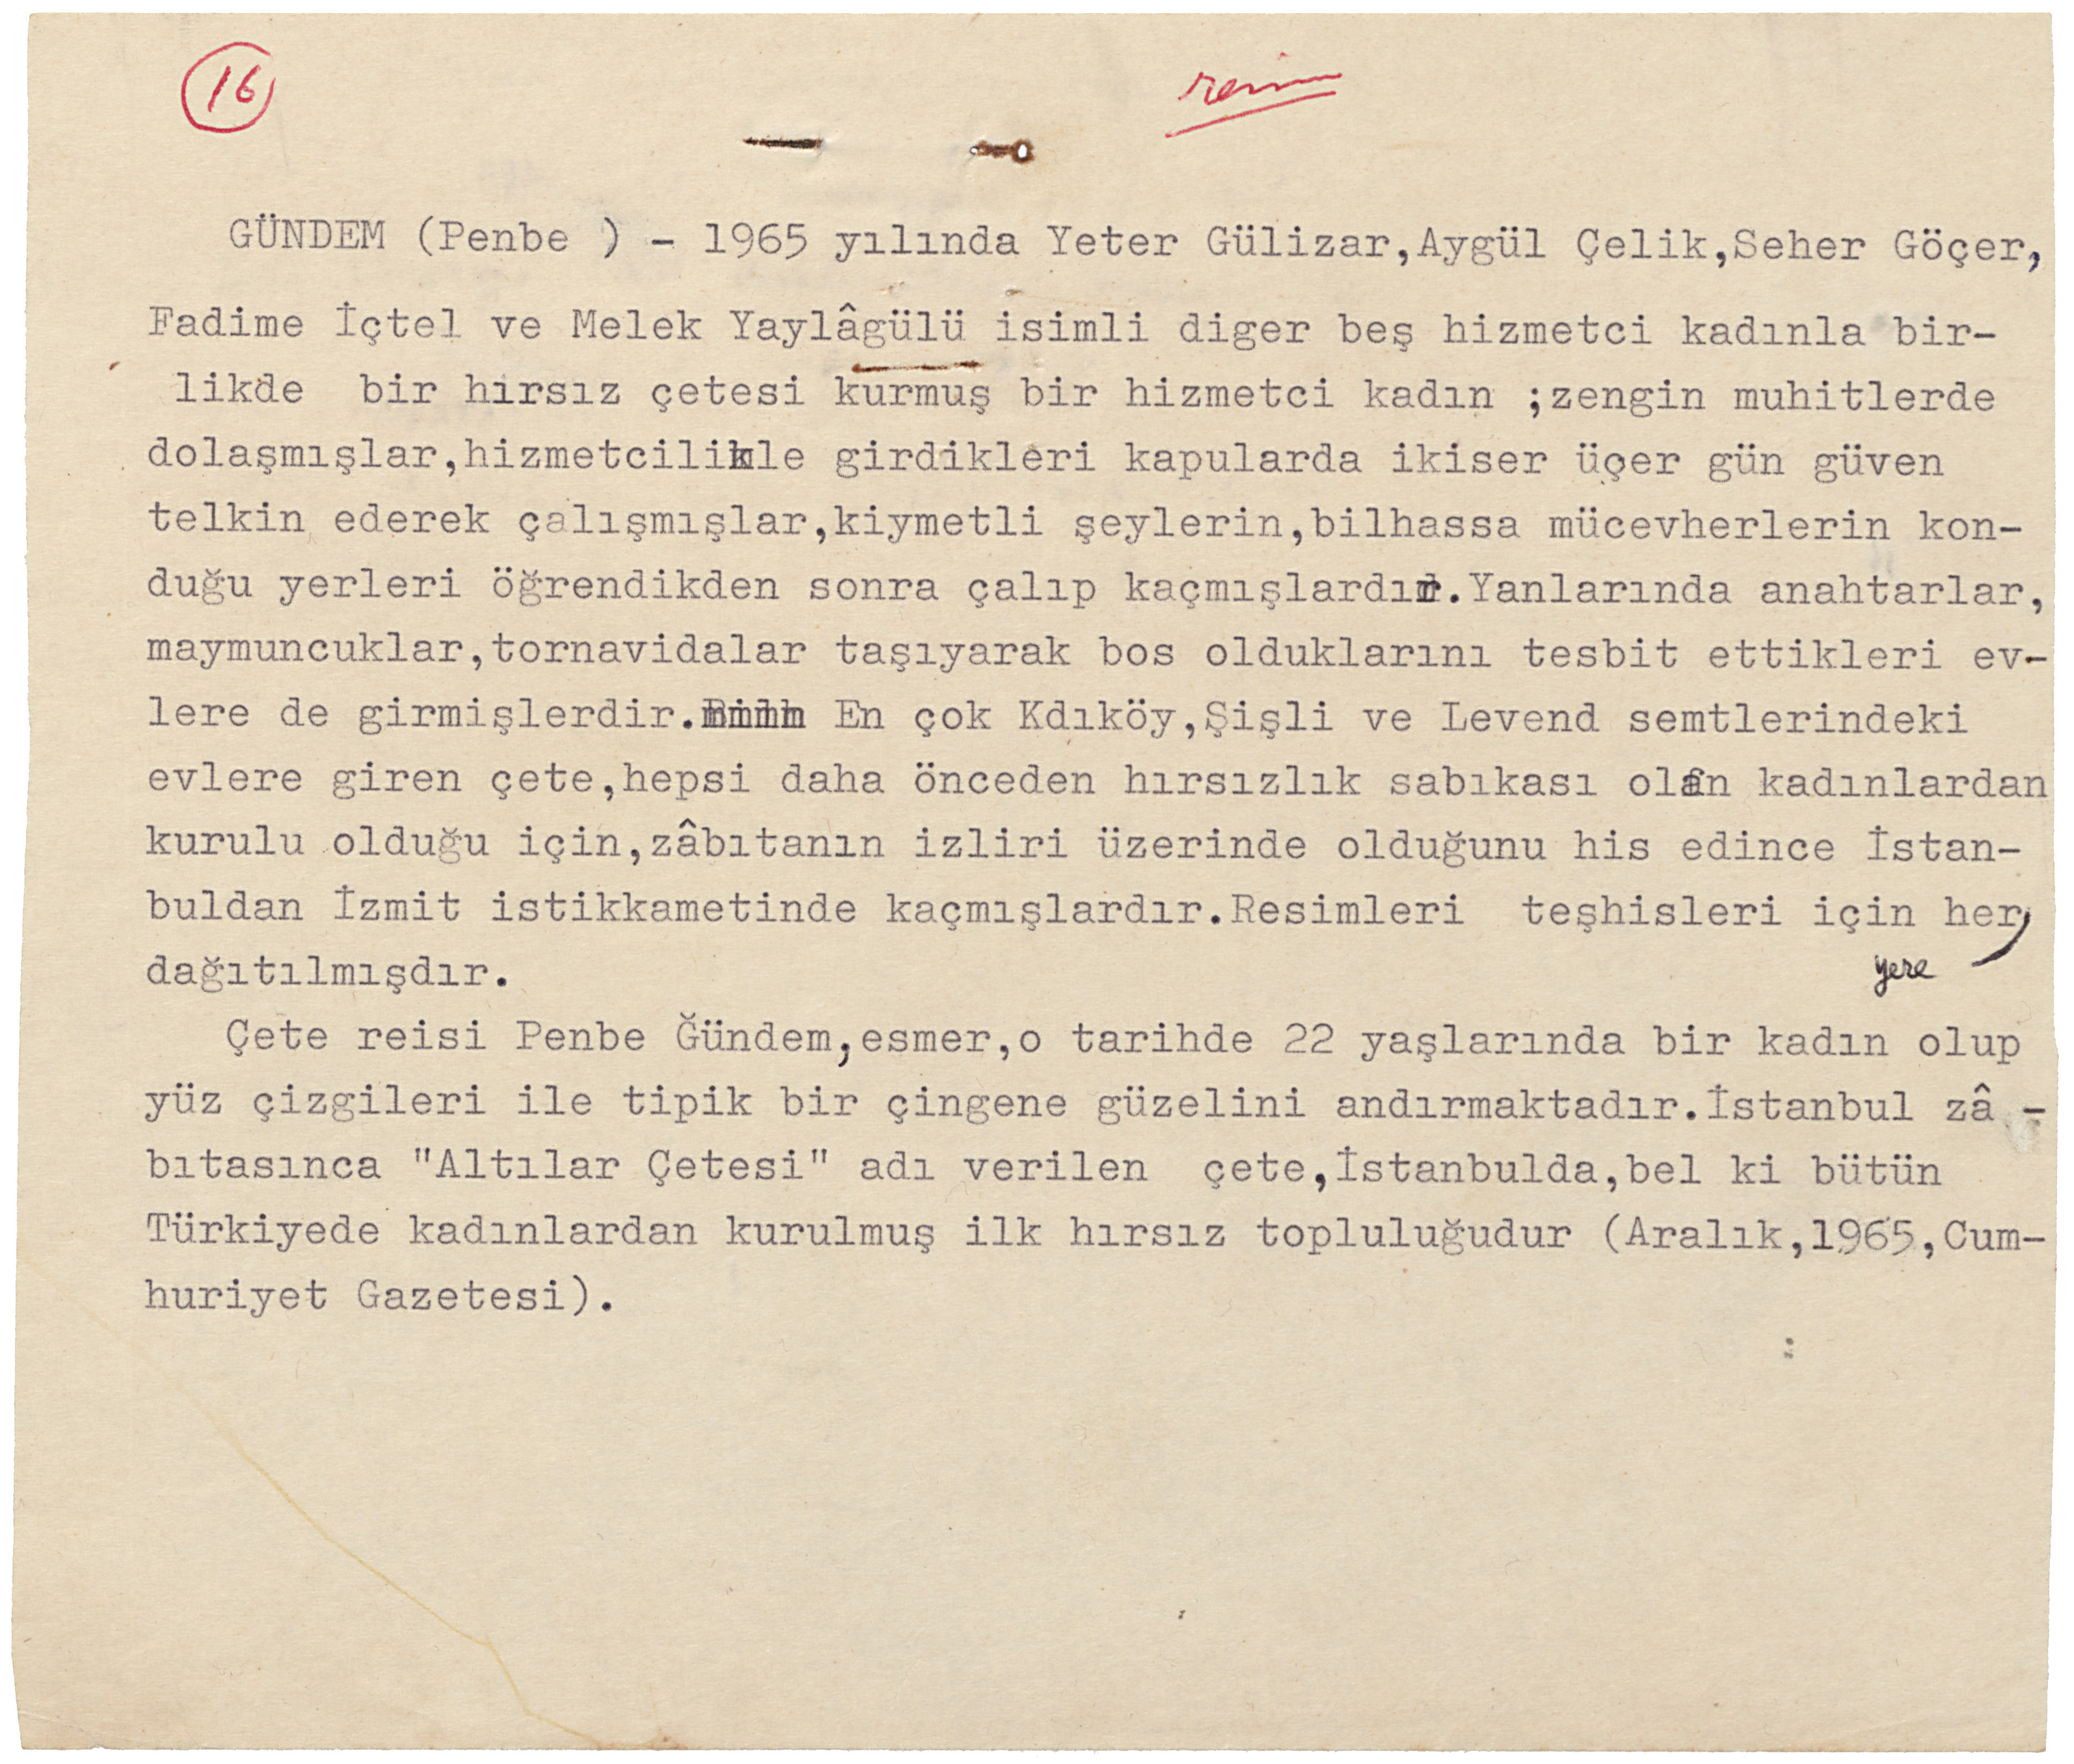 16
resim
GÜNDEM (Penbe ) - 1965 yılında Yeter Gülizar,Aygül Çelik,Seher Göçer,
Fadime İçtel ve Melek Yaylâgülü isimli diger beş hizmetci kadınla bir-
likde bir hırsız çetesi kurmuş bir hizmetci kadın ;zengin muhitlerde
dolaşmışlar,hizmetcilikle girdikleri kapularda ikiser üçer gün güven
telkin ederek çalışmışlar,kiymetli şeylerin,bilhassa mücevherlerin kon-
duğu yerleri öğrendikden sonra çalıp kaçmışlardır.Yanlarında anahtarlar,
maymuncuklar,tornavidalar taşıyarak bos olduklarını tesbit ettikleri ev-
lere de girmişlerdir. En çok Kdıköy,Şişli ve Levend semtlerindeki
evlere giren çete,hepsi daha önceden hırsızlık sabıkası olan kadınlardan
kurulu olduğu için,zâbıtanın izliri üzerinde olduğunu his edince İstan-
buldan İzmit istikkametinde kaçmışlardır.Resimleri teşhisleri için her
yere
dağıtılmışdır.
Çete reisi Penbe Ğündem,esmer,o tarihde 22 yaşlarında bir kadın olup
yüz çizgileri ile tipik bir çingene güzelini andırmaktadır.İstanbul zâ -
bıtasınca "Altılar Çetesi" adı verilen çete,İstanbulda,bel ki bütün
Türkiyede kadınlardan kurulmuş ilk hırsız topluluğudur (Aralık,1965,Cum-
huriyet Gazetesi).